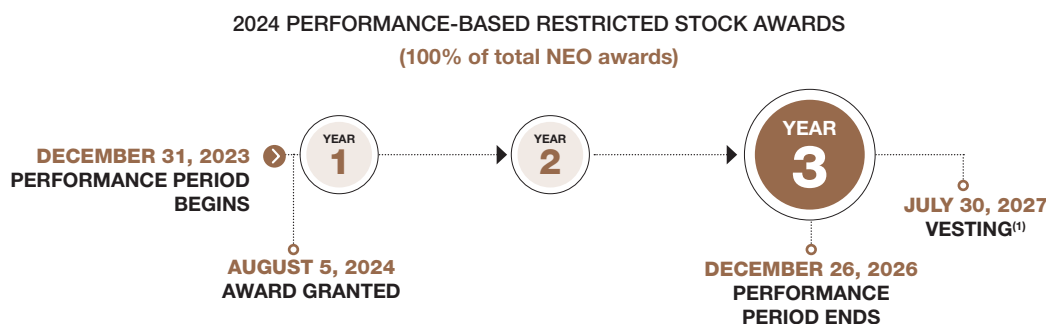 2024 PERFORMANCE-BASED RESTRICTED STOCK AWARDS
(100% of total NEO awards)
DECEMBER 31, 2023
PERFORMANCE PERIOD
BEGINS
YEAR
1
YEAR
2
YEAR
3
AUGUST 5, 2024
AWARD GRANTED
DECEMBER 26, 2026
PERFORMANCE
PERIOD ENDS
JULY 30, 2027
VESTING(1)